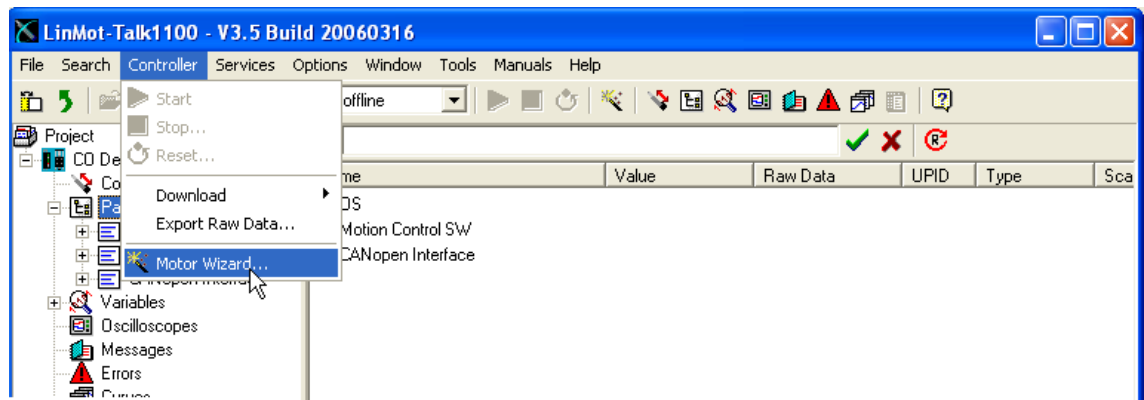 LinMot-Talk1100 - V3.5 Build 20060316
File Search Controller Services Options Window Tools Manuals Help
Start
offline
Stop...
Project
Reset...
CO De
Co
me Value Raw Data UPID Type Sca
Download
Pa
OS
Export Raw Data...
Motion Control SW
Motor Wizard...
CANopen Interface
Variables
Oscilloscopes
Messages
Errors